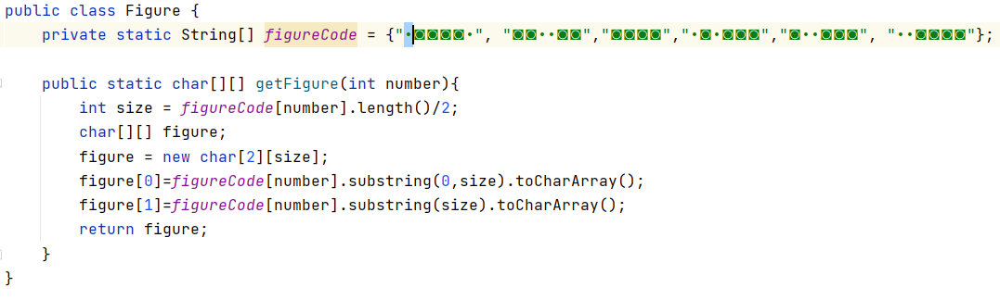 public class Figure {
    private static String[] figureCode = {"•◙◙◙◙•", "◙◙••◙◙","◙◙◙◙","•◙•◙◙◙","◙••◙◙◙", "••◙◙◙◙"};
    public static char[][] getFigure(int number){
        int size = figureCode[number].length()/2;
        char[][] figure;
        figure = new char[2][size];
        figure[0]=figureCode[number].substring(0,size).toCharArray();
        figure[1]=figureCode[number].substring(size).toCharArray();
        return figure;
    }
}